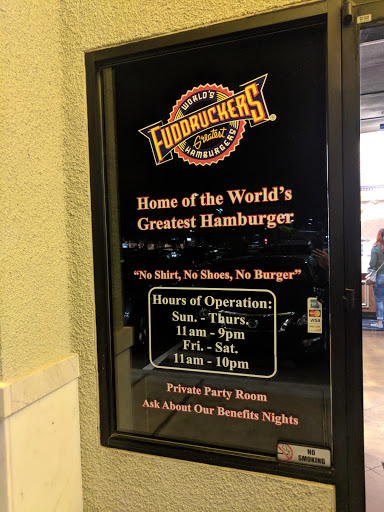 WORLD'S
FUDDRUCKERS®
Greatest
HAMBURGERS
Home of the World's
Greatest Hamburger
"No Shirt, No Shoes, No Burger"
Hours of Operation:
Sun. - Thurs.
11am - 9pm
Fri. - Sat.
11am - 10pm
VISA
Private Party Room
Ask About Our Benefits Nights
NO
SMOKING